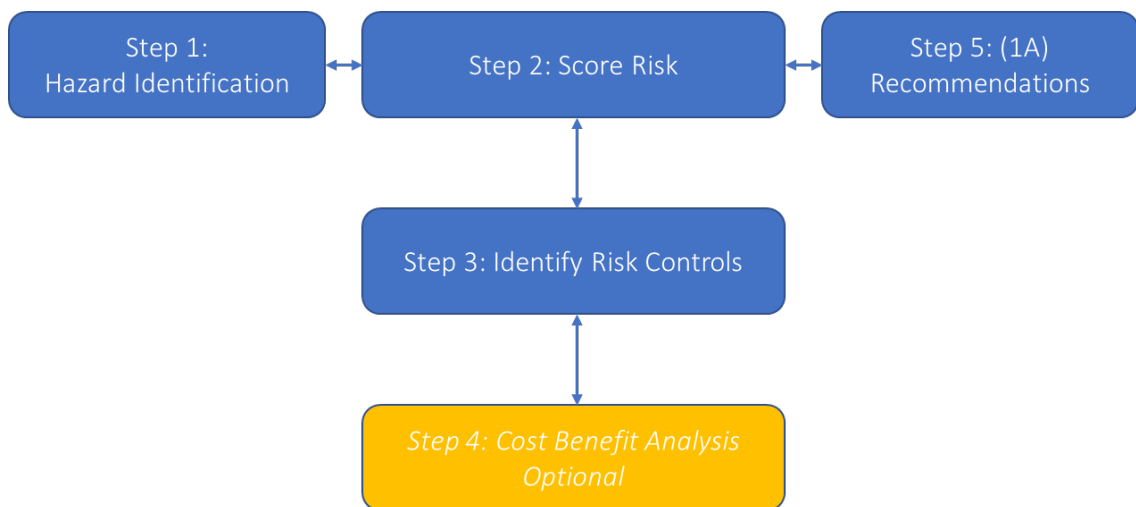 Step 1:
Hazard Identification
Step 2: Score Risk
Step 5: (1A)
Recommendations
Step 3: Identify Risk Controls
Step 4: Cost Benefit Analysis
Optional